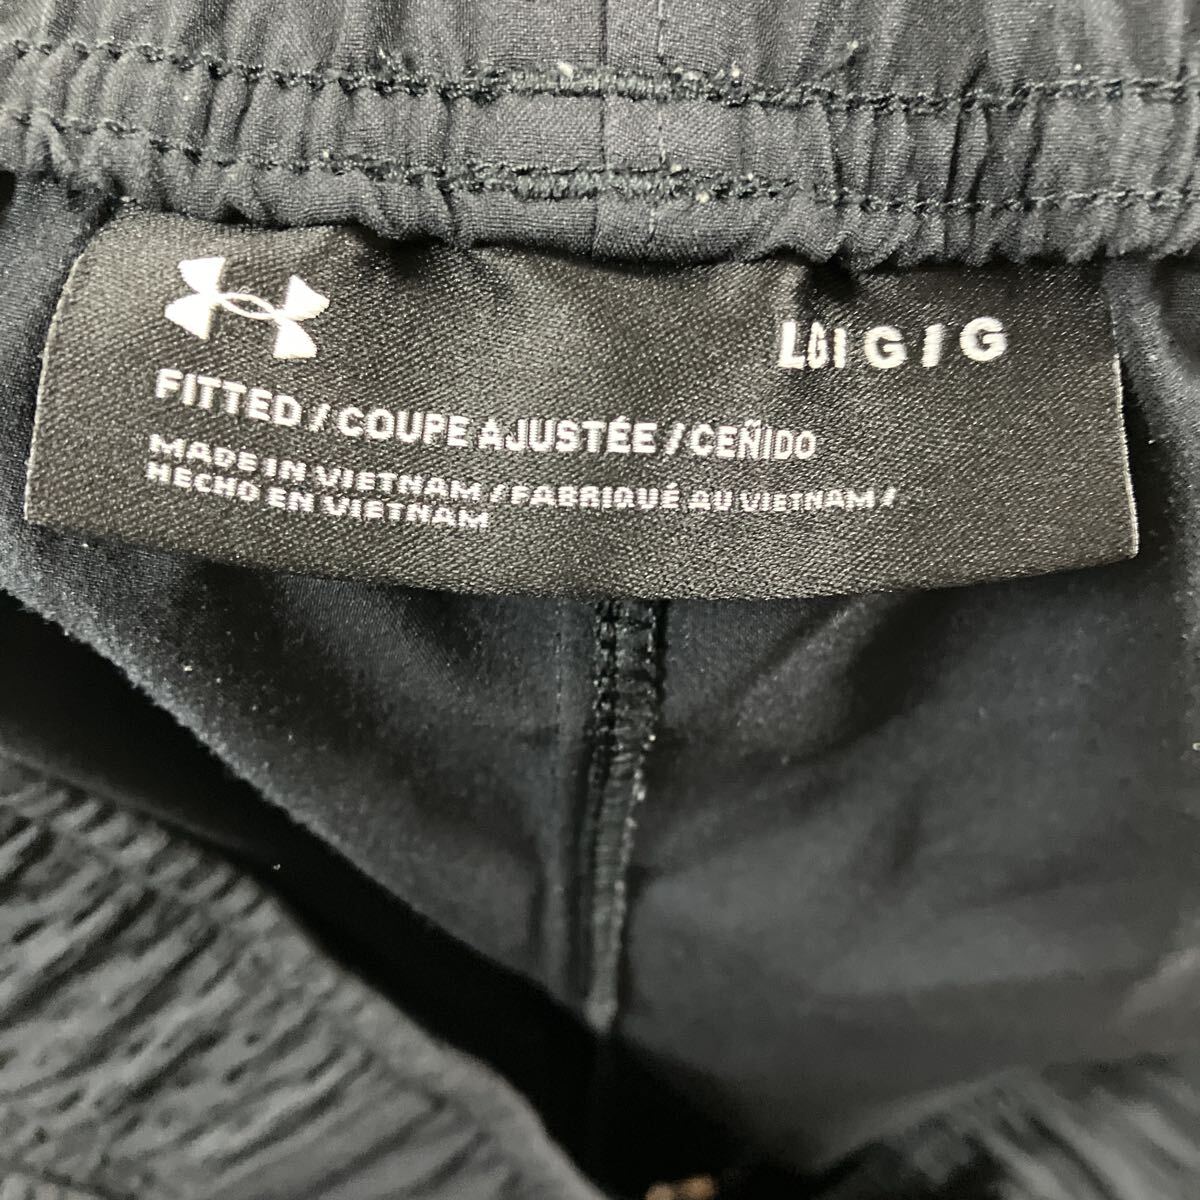 LG / G / G
FITTED / COUPE AJUSTÉE / CEÑIDO
MADE IN VIETNAM / FABRIQUÉ AU VIETNAM /
HECHO EN VIETNAM